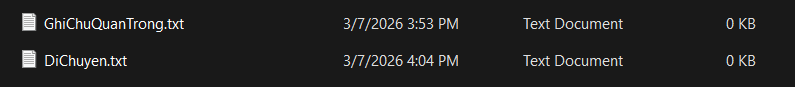 GhiChuQuanTrong.txt 3/7/2026 3:53 PM Text Document 0 KB
DiChuyen.txt 3/7/2026 4:04 PM Text Document 0 KB